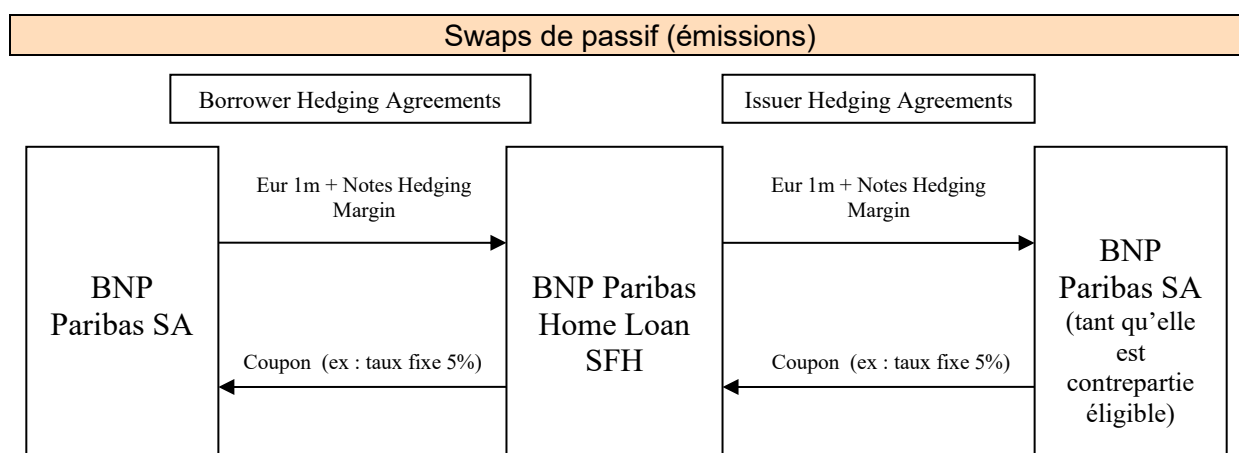 Swaps de passif (émissions)
Borrower Hedging Agreements
Issuer Hedging Agreements
BNP
Paribas SA
Eur 1m + Notes Hedging
Margin
Coupon (ex : taux fixe 5%)
BNP Paribas
Home Loan
SFH
Eur 1m + Notes Hedging
Margin
Coupon (ex : taux fixe 5%)
BNP
Paribas SA
(tant qu’elle
est
contrepartie
éligible)